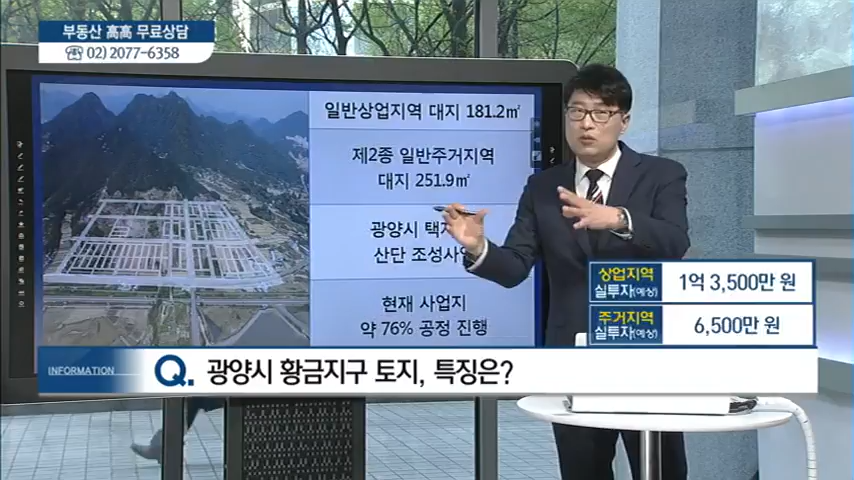 부동산 高高 무료상담
☎ 02) 2077-6358
일반상업지역 대지 181.2㎡
제2종 일반주거지역
대지 251.9㎡
광양시
산단 조성사업
현재 사업지
약 76% 공정 진행
상업지역
실투자(예상)
1억 3,500만 원
주거지역
실투자(예상)
6,500만 원
INFORMATION
Q. 광양시 황금지구 토지, 특징은?